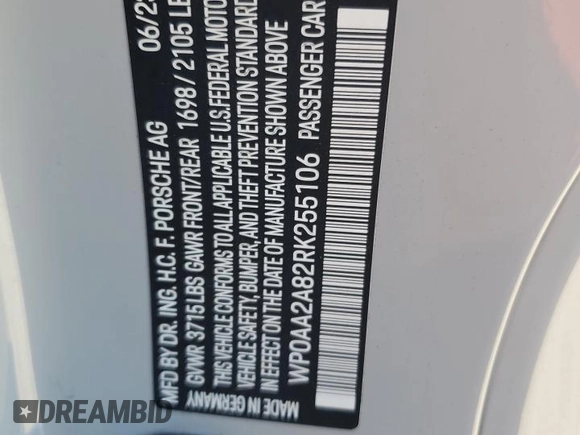 MFD BY DR. ING. H.C. F. PORSCHE AG 06/2
GVWR 3715 LBS GAWR FRONT/REAR 1698/2105 LB
THIS VEHICLE CONFORMS TO ALL APPLICABLE U.S. FEDERAL MOTOR
VEHICLE SAFETY, BUMPER, AND THEFT PREVENTION STANDARD
IN EFFECT ON THE DATE OF MANUFACTURE SHOWN ABOVE
WP0AA2A82RK255106 PASSENGER CAR
MADE IN GERMANY
DREAMBID